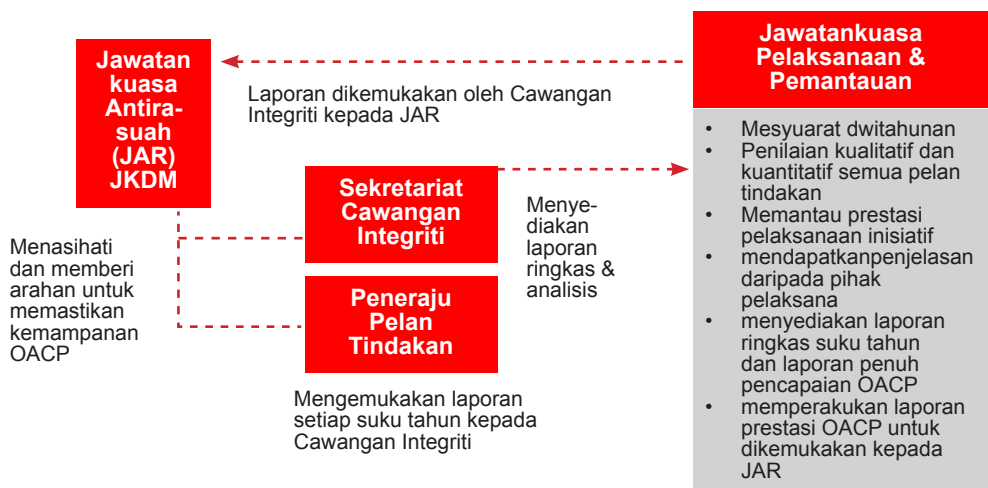 Jawatan
kuasa
Antira-
suah
(JAR)
JKDM
Laporan dikemukakan oleh Cawangan
Integriti kepada JAR
Jawatankuasa
Pelaksanaan &
Pemantauan
• Mesyuarat dwitahunan
• Penilaian kualitatif dan
kuantitatif semua pelan
tindakan
• Memantau prestasi
pelaksanaan inisiatif
• mendapatkanpenjelasan
daripada pihak
pelaksana
• menyediakan laporan
ringkas suku tahun
dan laporan penuh
pencapaian OACP
• memperakukan laporan
prestasi OACP untuk
dikemukakan kepada
JAR
Sekretariat
Cawangan
Integriti
Menye-
diakan
laporan
ringkas &
analisis
Menasihati
dan memberi
arahan untuk
memastikan
kemampanan
OACP
Peneraju
Pelan
Tindakan
Mengemukakan laporan
setiap suku tahun kepada
Cawangan Integriti